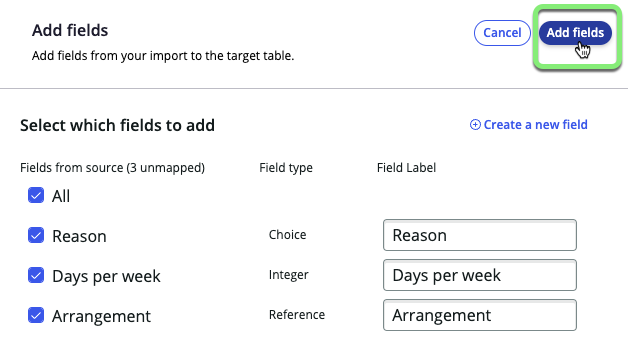 Add fields
Cancel
Add fields
Add fields from your import to the target table.
Select which fields to add
Create a new field
Fields from source (3 unmapped) Field type Field Label
All
Reason Choice Reason
Days per week Integer Days per week
Arrangement Reference Arrangement